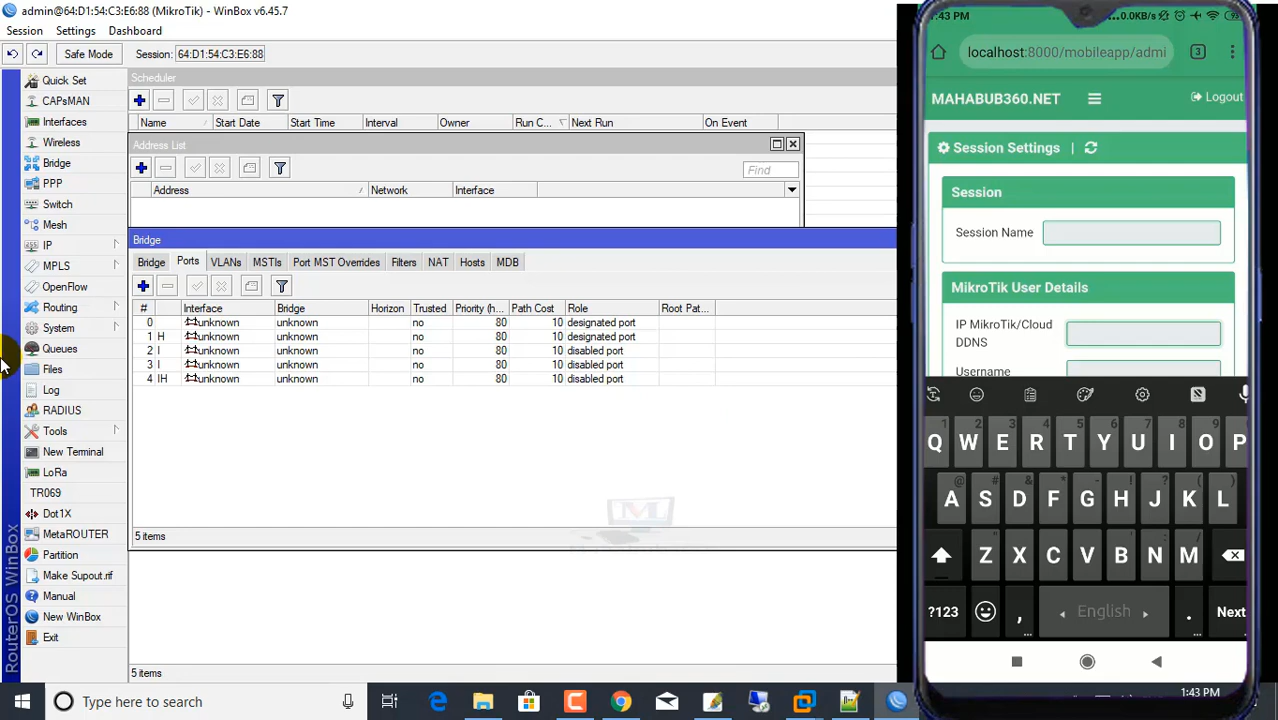 admin@64:D1:54:C3:E6:88 (MikroTik) - WinBox v6.45.7
Session Settings Dashboard
Safe Mode Session: 64:D1:54:C3:E6:88
Quick Set
CAPsMAN
Interfaces
Wireless
Bridge
PPP
Switch
Mesh
IP
MPLS
OpenFlow
Routing
System
Queues
Files
Log
RADIUS
Tools
New Terminal
LoRa
TR069
Dot1X
MetaROUTER
Partition
Make Supout.rif
Manual
New WinBox
Exit
RouterOS WinBox
Scheduler
Name Start Date Start Time Interval Owner Run C... Next Run On Event
Address List
Find
Address Network Interface
Bridge
Bridge Ports VLANs MSTIs Port MST Overrides Filters NAT Hosts MDB
# Interface Bridge Horizon Trusted Priority (h... Path Cost Role Root Pat...
0 unknown unknown no 80 10 designated port
1 H unknown unknown no 80 10 designated port
2 I unknown unknown no 80 10 disabled port
3 I unknown unknown no 80 10 disabled port
4 IH unknown unknown no 80 10 disabled port
5 items
5 items
Type here to search
1:43 PM
...0.0KB/s
localhost:8000/mobileapp/admi 3
MAHABUB360.NET Logout
Session Settings |
Session
Session Name
MikroTik User Details
IP MikroTik/Cloud
DDNS
Username
1 2 3 4 5 6 7 8 9
Q W E R T Y U I O P
@ # & * - + = ( )
A S D F G H J K L
Z X C V B N M
?123 , English . Next
1:43 PM